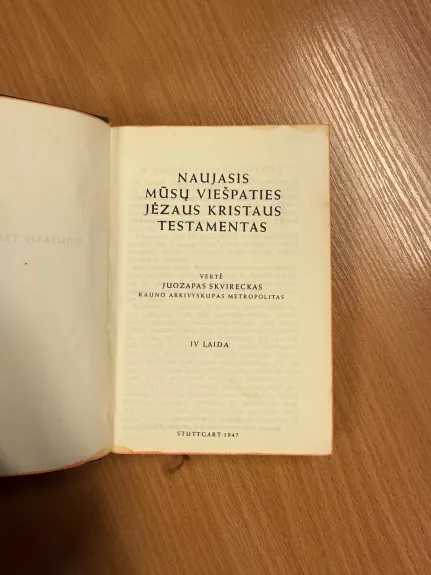 NAUJASIS
MŪSŲ VIEŠPATIES
JĖZAUS KRISTAUS
TESTAMENTAS
VERTĖ
JUOZAPAS SKVIRECKAS
KAUNO ARKIVYSKUPAS METROPOLITAS
IV LAIDA
STUTTGART 1947